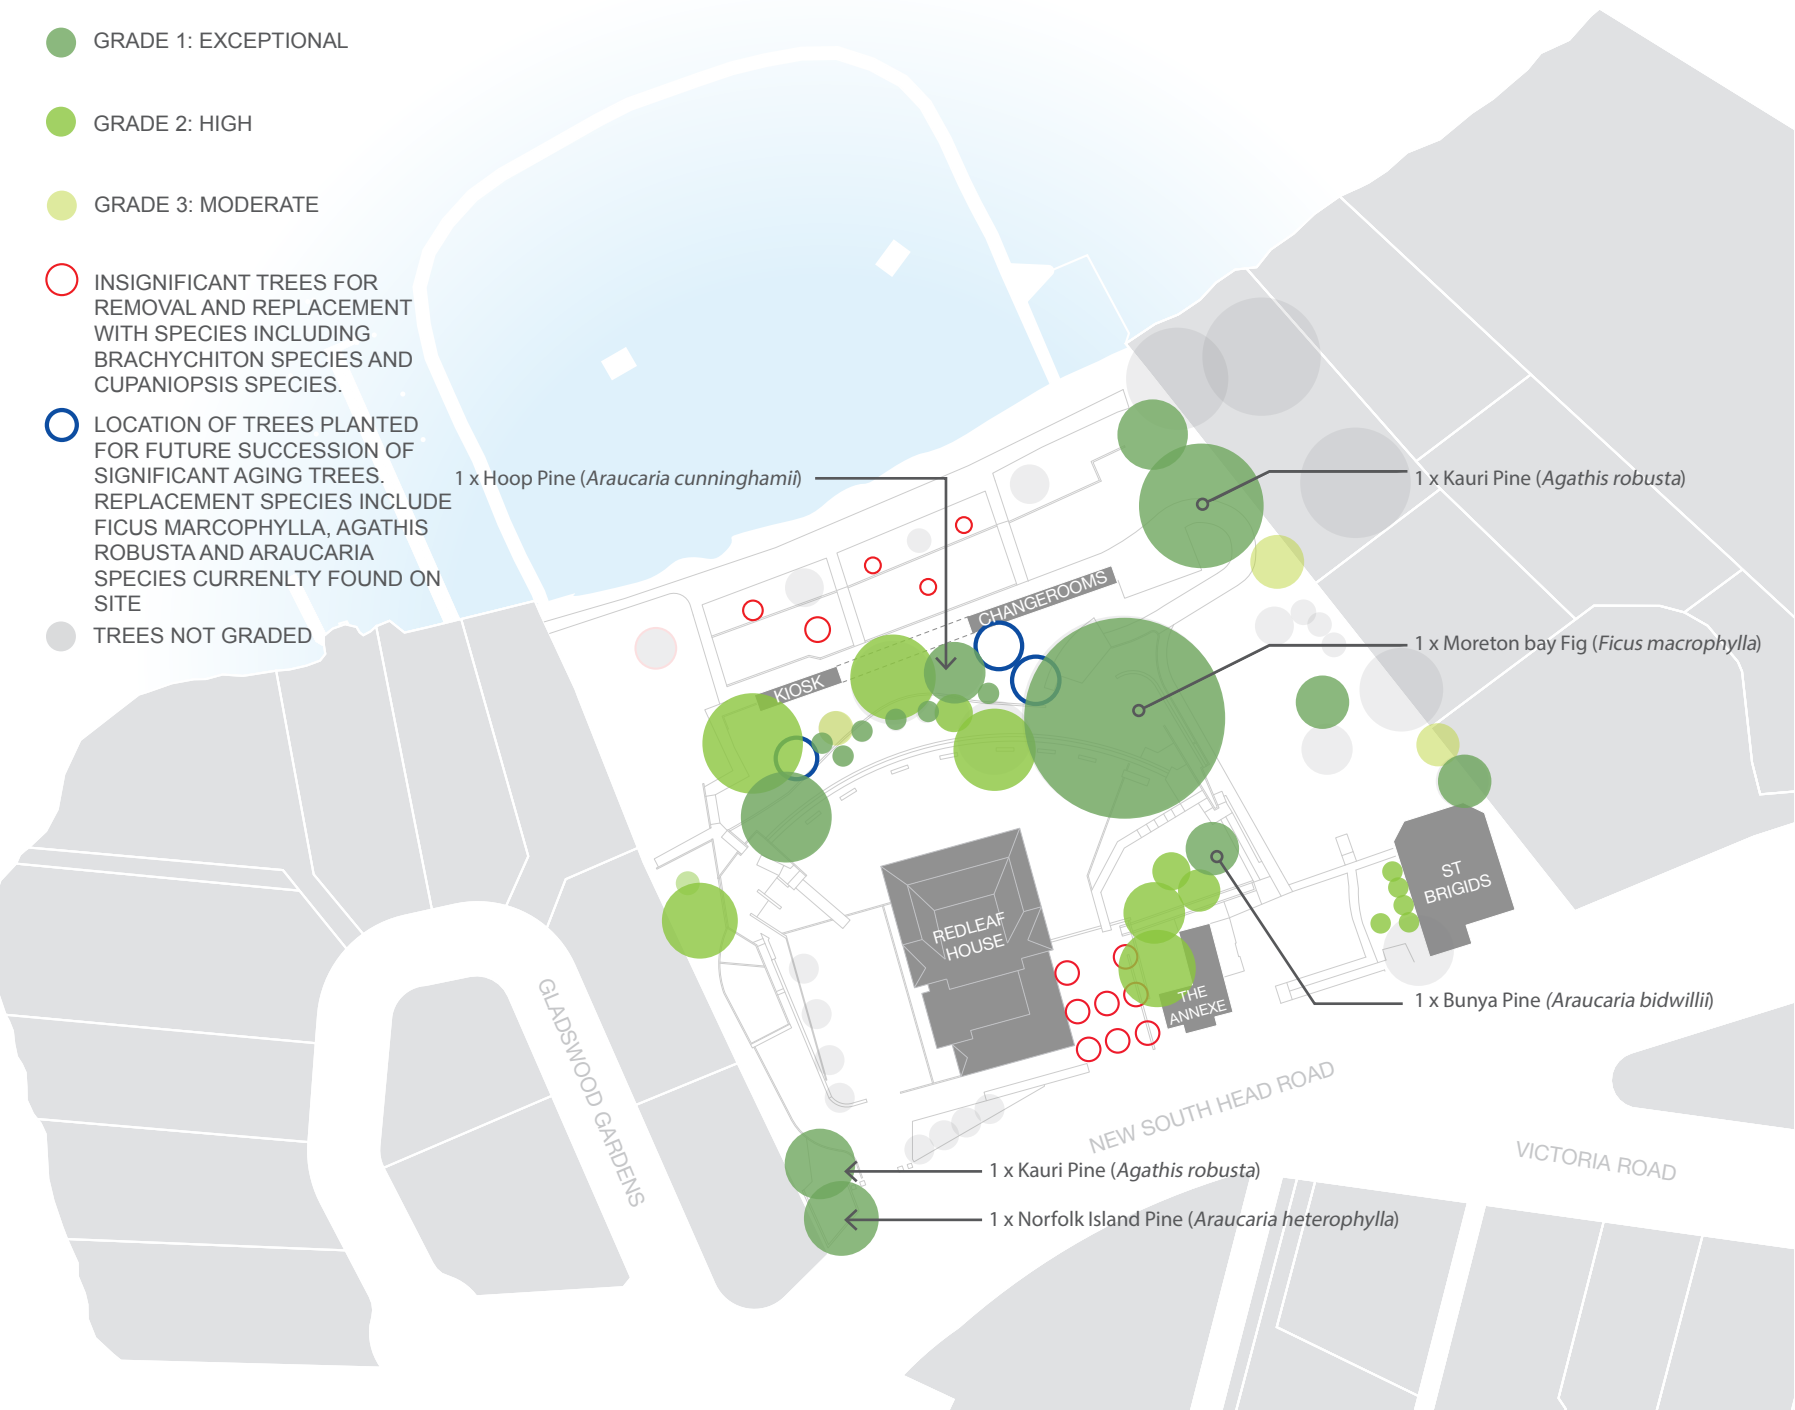 GRADE 1: EXCEPTIONAL
GRADE 2: HIGH
GRADE 3: MODERATE
INSIGNIFICANT TREES FOR
REMOVAL AND REPLACEMENT
WITH SPECIES INCLUDING
BRACHYCHITON SPECIES AND
CUPANIOPSIS SPECIES.
LOCATION OF TREES PLANTED
FOR FUTURE SUCCESSION OF
SIGNIFICANT AGING TREES.
REPLACEMENT SPECIES INCLUDE
FICUS MARCOPHYLLA, AGATHIS
ROBUSTA AND ARAUCARIA
SPECIES CURRENLTY FOUND ON
SITE
TREES NOT GRADED
1 x Hoop Pine (Araucaria cunninghamii)
1 x Kauri Pine (Agathis robusta)
CHANGEROOMS
1 x Moreton bay Fig (Ficus macrophylla)
KIOSK
ST
BRIGIDS
REDLEAF
HOUSE
THE
ANNEXE
1 x Bunya Pine (Araucaria bidwillii)
GLADSWOOD GARDENS
NEW SOUTH HEAD ROAD
VICTORIA ROAD
1 x Kauri Pine (Agathis robusta)
1 x Norfolk Island Pine (Araucaria heterophylla)